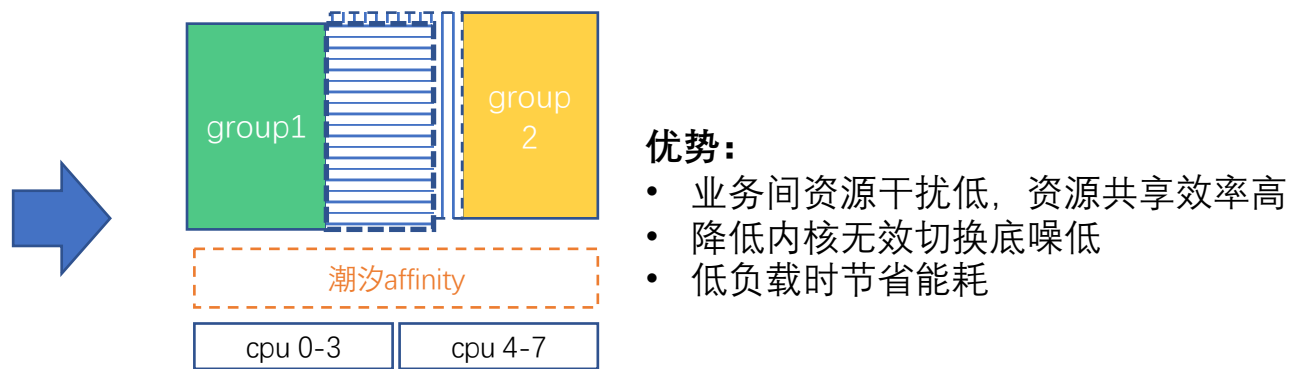 group1
group
2
潮汐affinity
cpu 0-3
cpu 4-7
优势：
• 业务间资源干扰低，资源共享效率高
• 降低内核无效切换底噪低
• 低负载时节省能耗